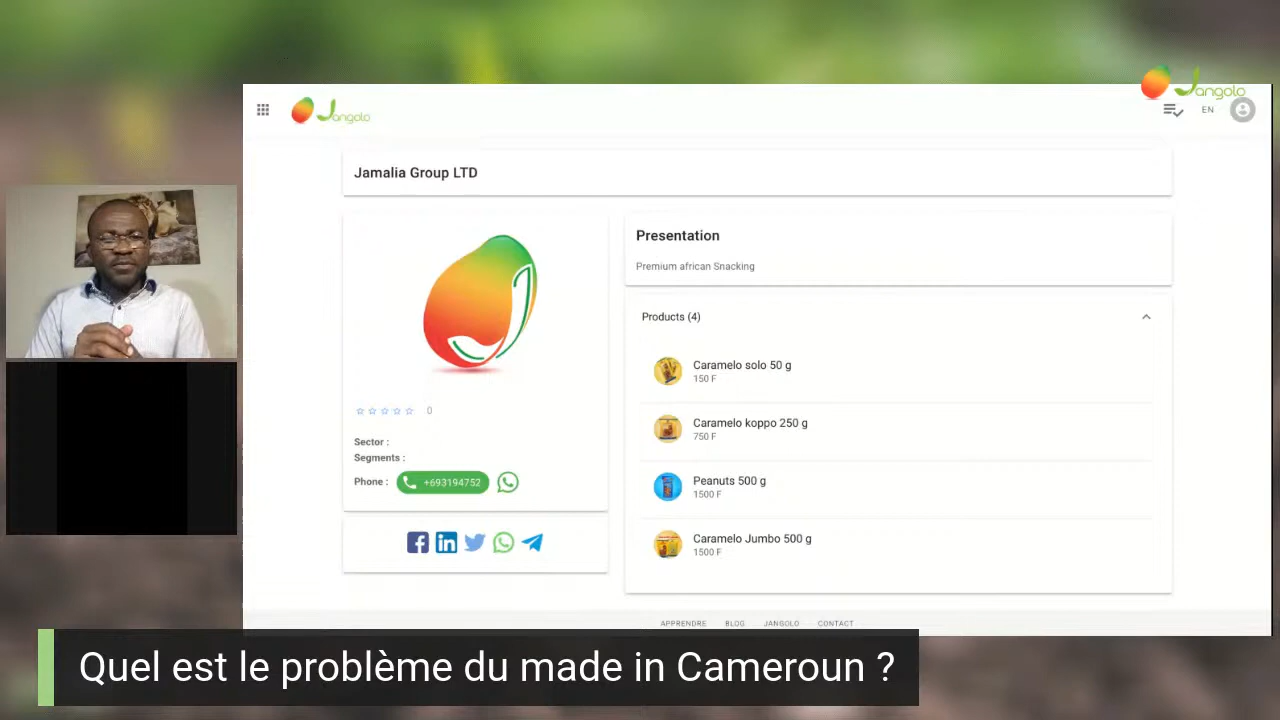 Jangolo
Jangolo
EN
Jamalia Group LTD
Presentation
Premium african Snacking
Products (4)
Caramelo solo 50 g
150 F
Caramelo koppo 250 g
750 F
Peanuts 500 g
1500 F
Caramelo Jumbo 500 g
1500 F
0
Sector :
Segments :
Phone : +693194752
APPRENDRE BLOG JANGOLO CONTACT
Quel est le problème du made in Cameroun ?